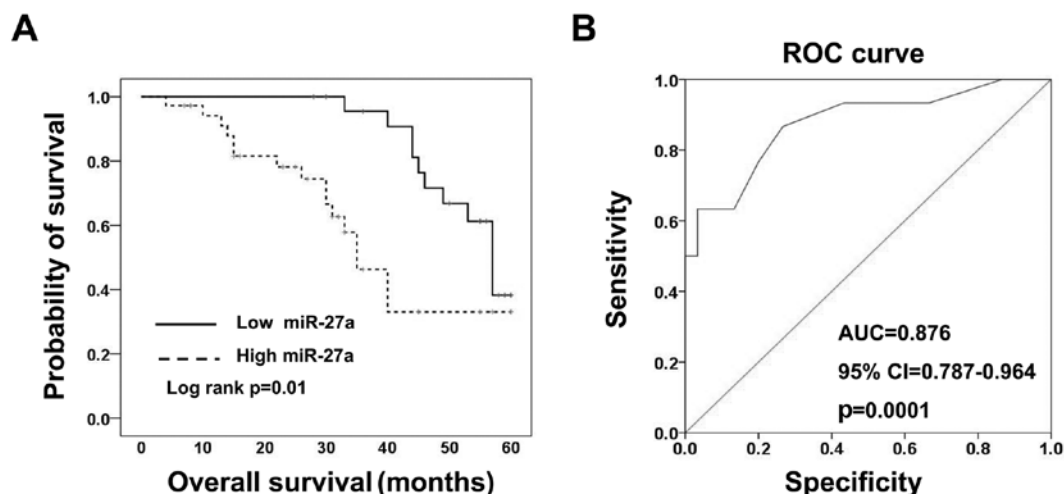 A
Probability of survival
1.0
0.8
0.6
0.4
0.2
0.0
Low miR-27a
High miR-27a
Log rank p=0.01
0 10 20 30 40 50 60
Overall survival (months)
B
ROC curve
Sensitivity
1.0
0.8
0.6
0.4
0.2
0.0
AUC=0.876
95% CI=0.787-0.964
p=0.0001
0.0 0.2 0.4 0.6 0.8 1.0
Specificity